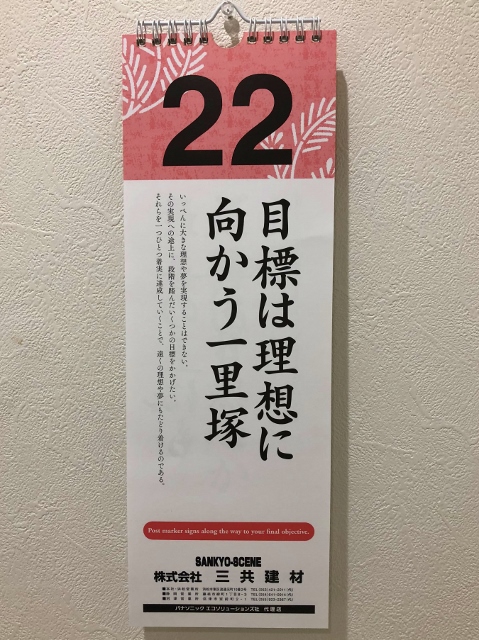 22
目標は理想に
向かう一里塚
いっぺんに大きな理想や夢を実現することはできない。
その実現への途上に、段階を踏んだいくつかの目標をかかげたい。
それらを一つひとつ着実に達成していくことで、遠くの理想や夢にもたどり着けるのである。
Post marker signs along the way to your final objective.
SANKYO-SCENE
株式会社 三共建材
パナソニック エコソリューションズ社 代理店